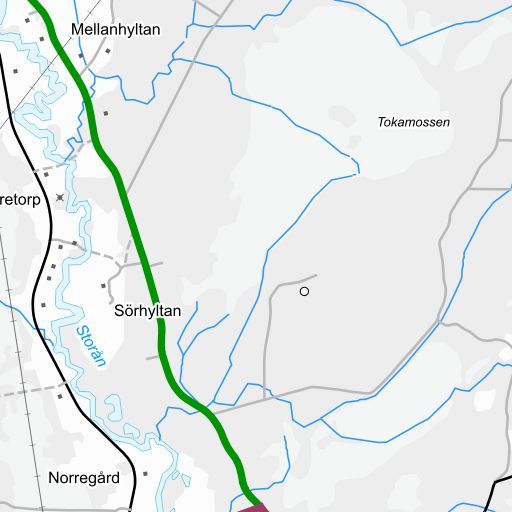 Mellanhyltan
Tokamossen
retorp
Sörhyltan
Storån
Norregård